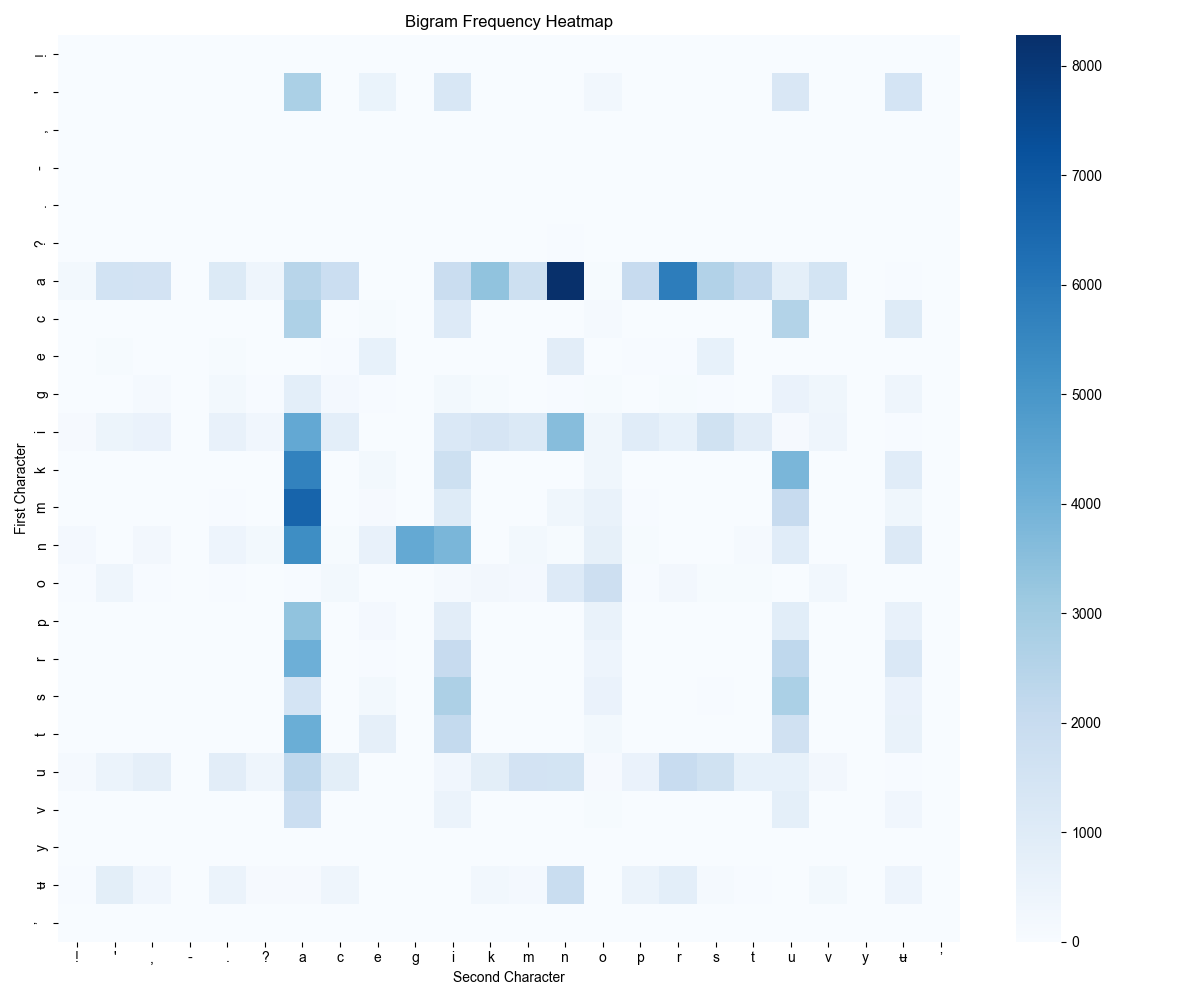 Bigram Frequency Heatmap
First Character
! ' , - . ? a c e g i k m n o p r s t u v y ʉ ’
! ' , - . ? a c e g i k m n o p r s t u v y ʉ ’
Second Character
8000
7000
6000
5000
4000
3000
2000
1000
0